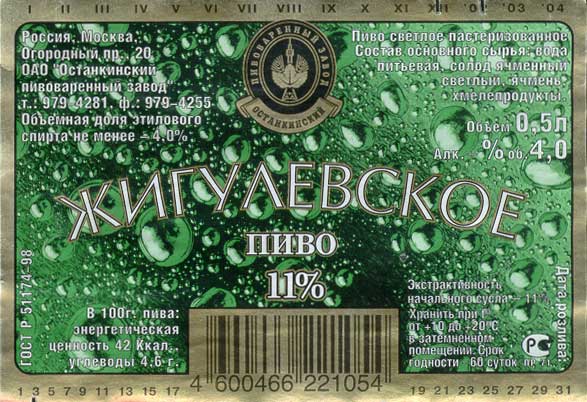 I II III IV V VI VII VIII IX X XI XII '02 '03 '04
Россия, Москва,
Огородный пр., 20,
ОАО "Останкинский
пивоваренный завод"
т.: 979-4281, ф.: 979-4255
Объемная доля этилового
спирта не менее - 4,0%
ПИВОВАРЕННЫЙ ЗАВОД
ОСТАНКИНСКИЙ
Пиво светлое пастеризованное
Состав основного сырья: вода
питьевая, солод ячменный
светлый, ячмень,
хмелепродукты.
Объем 0,5л
Алк. - % об. 4,0
ЖИГУЛЕВСКОЕ
ПИВО
11%
ГОСТ Р 51174-98
В 100г. пива:
энергетическая
ценность 42 Ккал,
углеводы 4,6 г.
Экстрактивность
начального сусла - 11%
Хранить при t°
от +10 до +20°С
в затемненном
помещении. Срок
годности 60 суток
РС
Дата розлива:
4 600466 221054
1 3 5 7 9 11 13 15 17 19 21 23 25 27 29 31